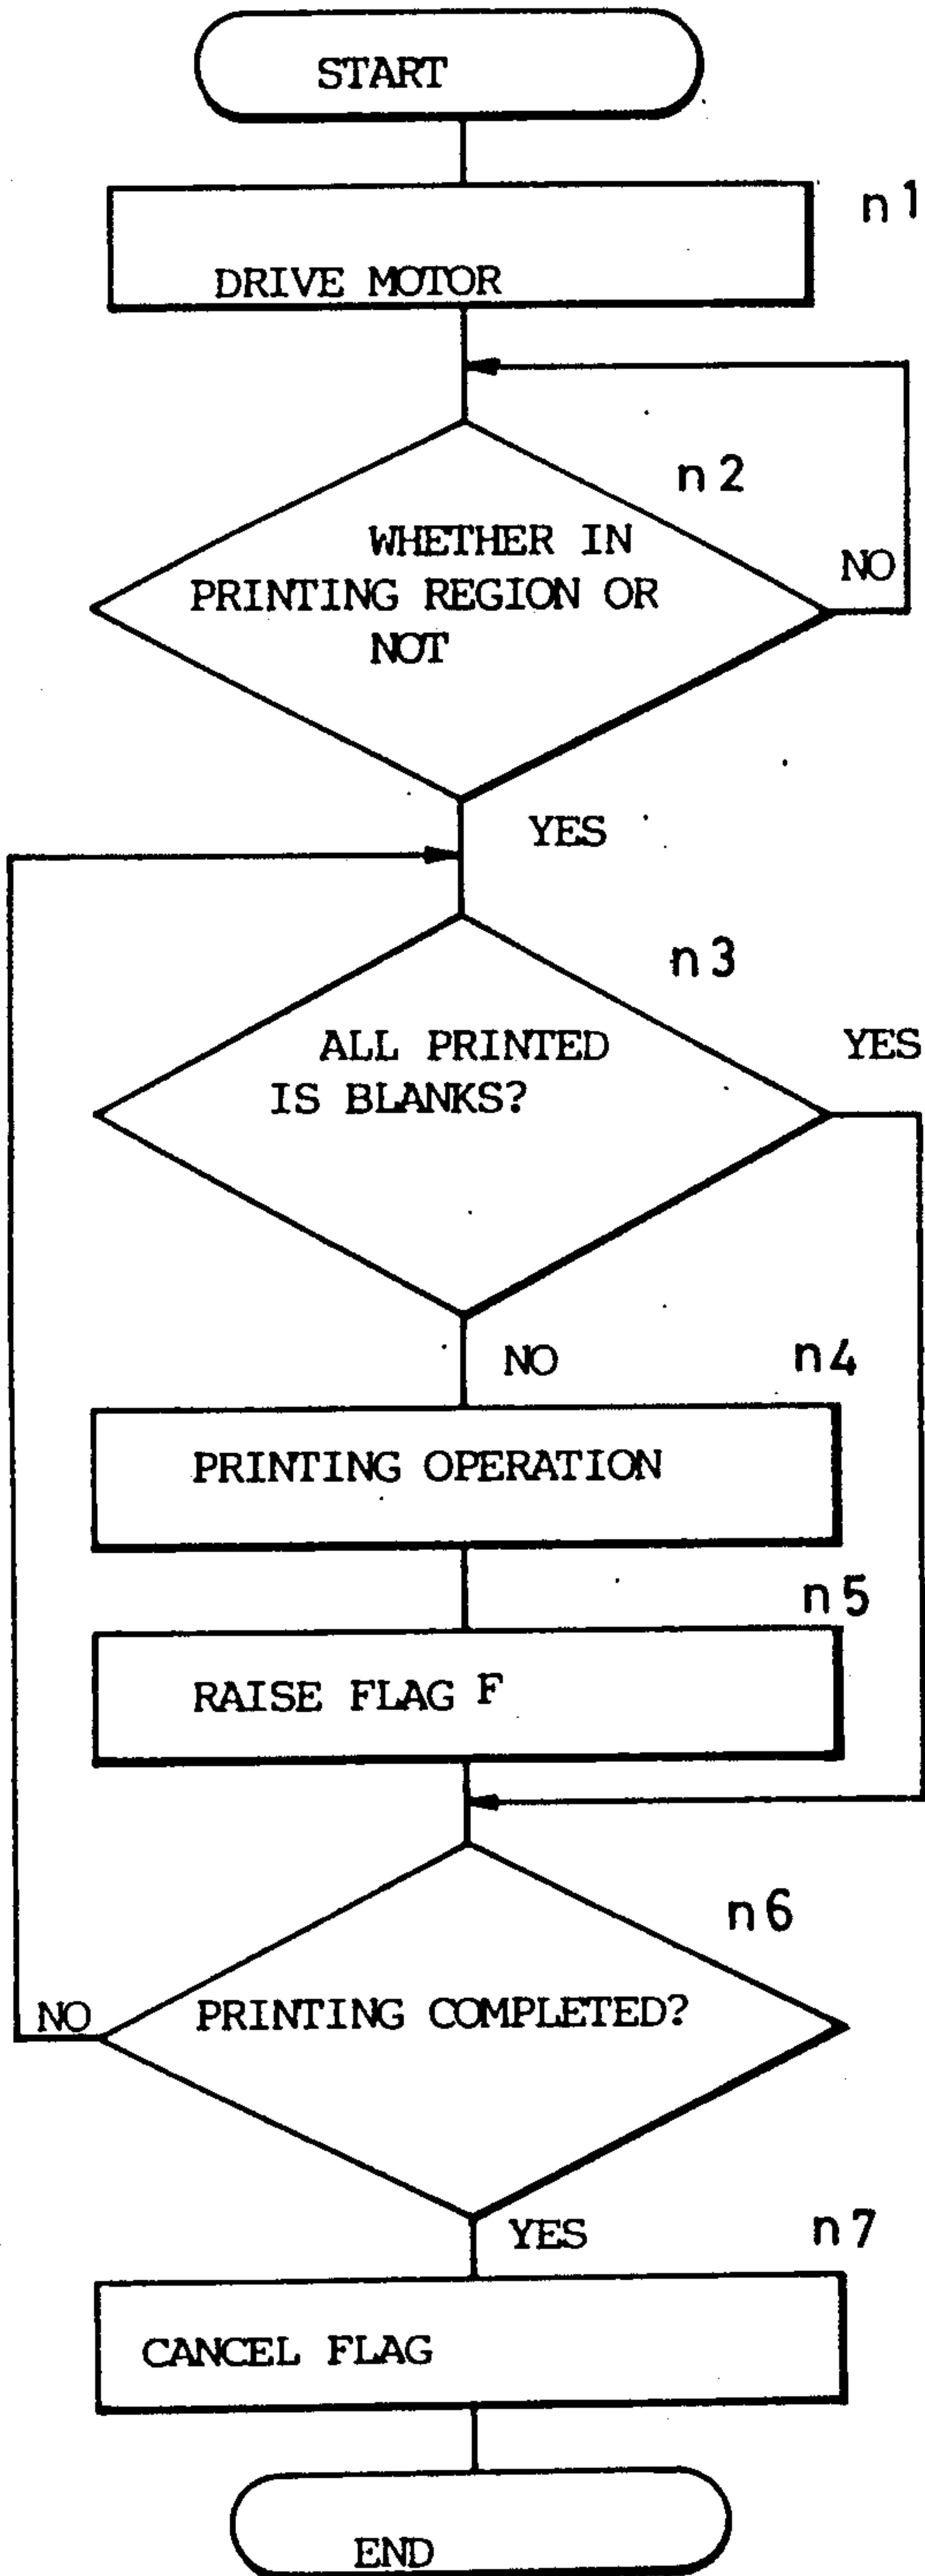 START
n1
DRIVE MOTOR
n2
WHETHER IN
NO
PRINTING REGION OR
NOT
YES
n3
ALL PRINTED
YES
IS BLANKS?
NO
n4
PRINTING OPERATION
n5
RAISE FLAG F
n6
NO
PRINTING COMPLETED?
YES
n7
CANCEL FLAG
END